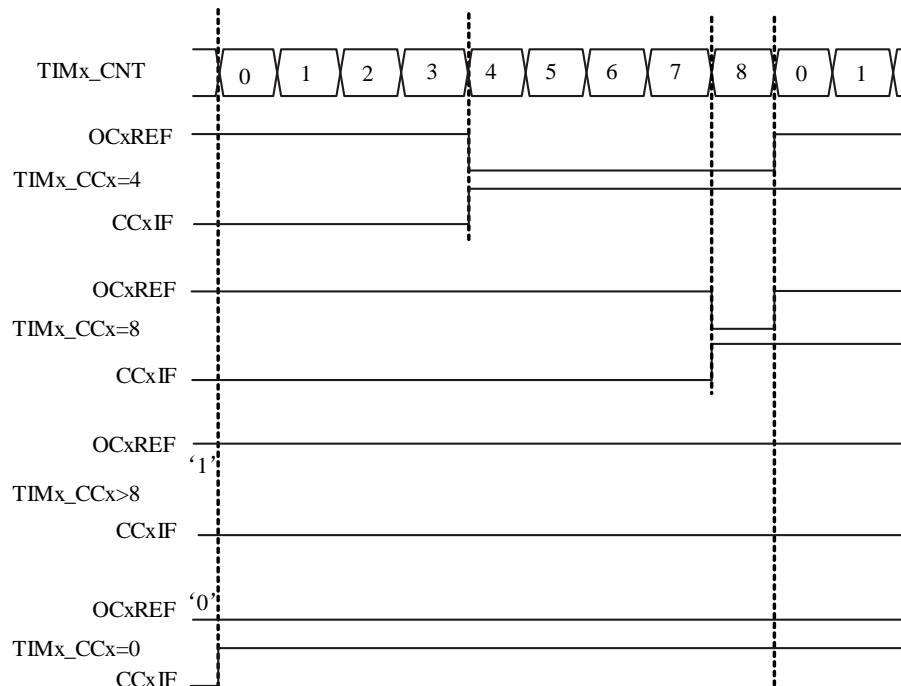 TIMx_CNT 0 1 2 3 4 5 6 7 8 0 1
OCxREF
TIMx_CCx=4
CCxIF
OCxREF
TIMx_CCx=8
CCxIF
OCxREF
‘1’
TIMx_CCx>8
CCxIF
OCxREF ‘0’
TIMx_CCx=0
CCxIF